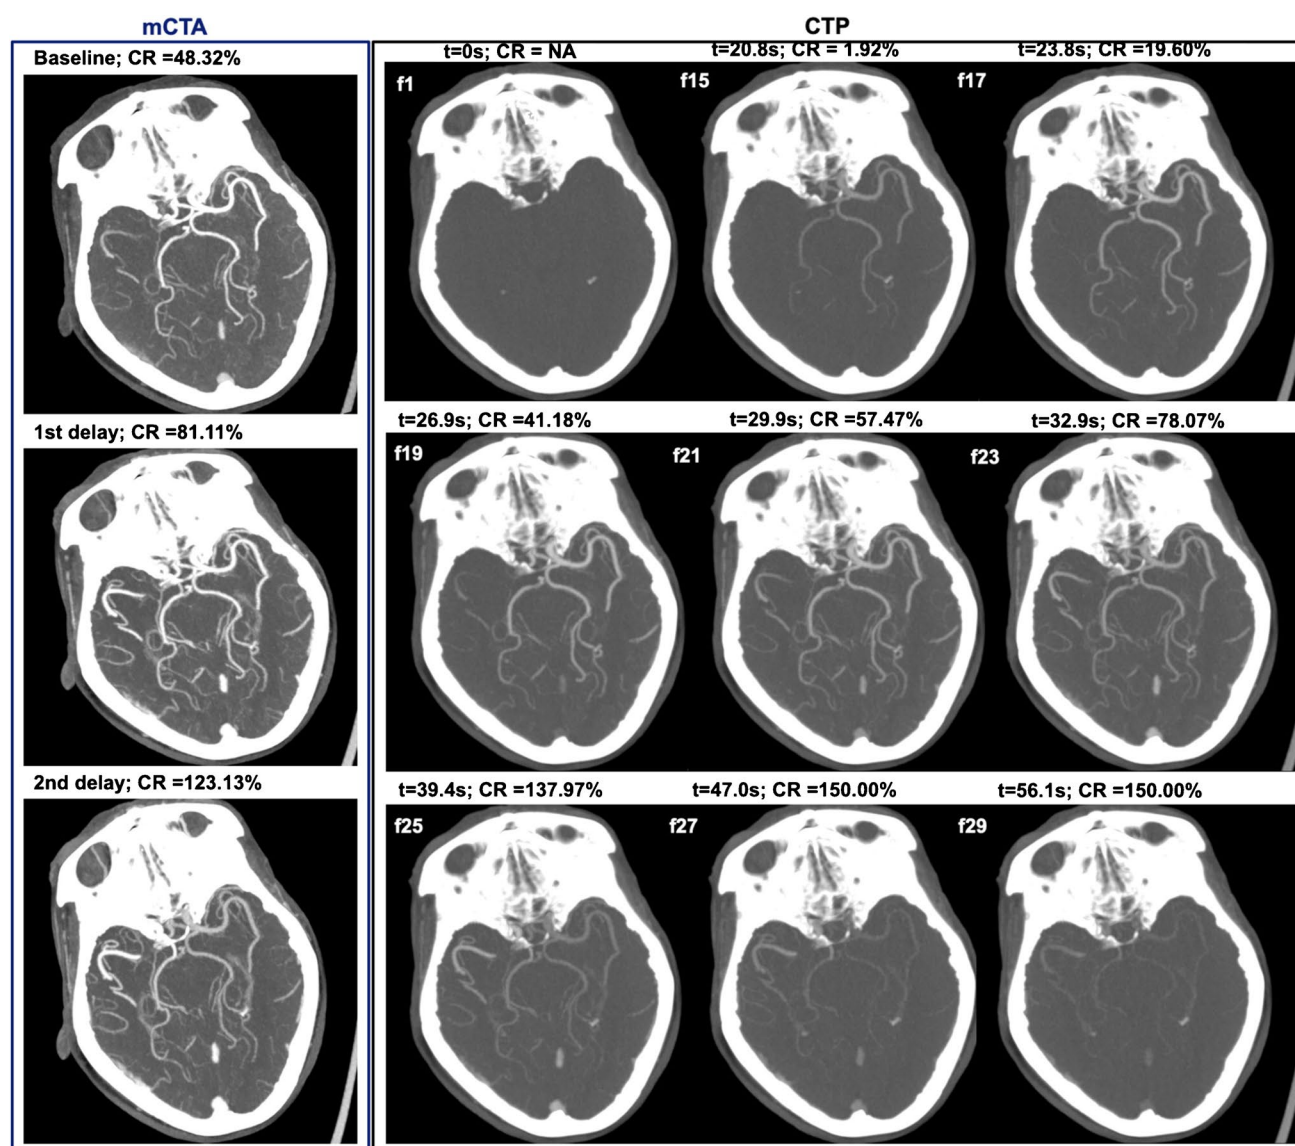 mCTA
CTP
Baseline; CR =48.32%
t=0s; CR = NA
t=20.8s; CR = 1.92%
t=23.8s; CR =19.60%
f1
f15
f17
1st delay; CR =81.11%
t=26.9s; CR =41.18%
t=29.9s; CR =57.47%
t=32.9s; CR =78.07%
f19
f21
f23
2nd delay; CR =123.13%
t=39.4s; CR =137.97%
t=47.0s; CR =150.00%
t=56.1s; CR =150.00%
f25
f27
f29